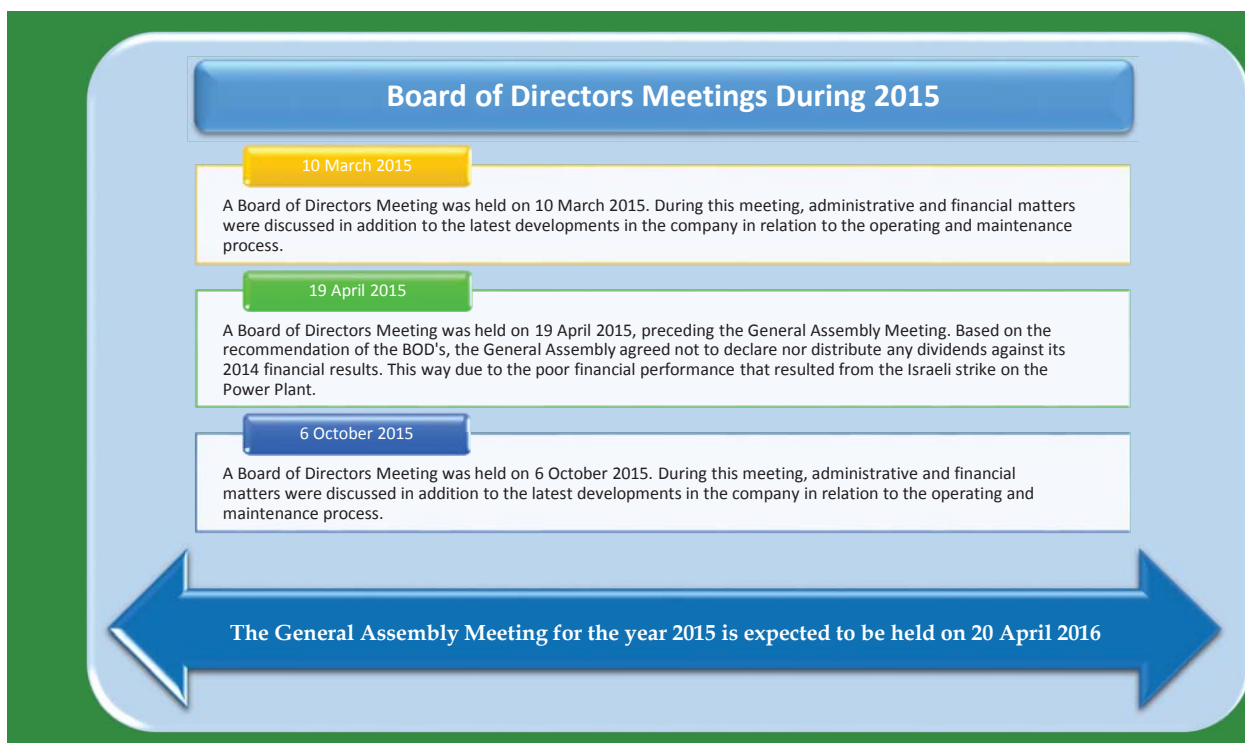 Board of Directors Meetings During 2015
10 March 2015
A Board of Directors Meeting was held on 10 March 2015. During this meeting, administrative and financial matters
were discussed in addition to the latest developments in the company in relation to the operating and maintenance
process.
19 April 2015
A Board of Directors Meeting was held on 19 April 2015, preceding the General Assembly Meeting. Based on the
recommendation of the BOD's, the General Assembly agreed not to declare nor distribute any dividends against its
2014 financial results. This way due to the poor financial performance that resulted from the Israeli strike on the
Power Plant.
6 October 2015
A Board of Directors Meeting was held on 6 October 2015. During this meeting, administrative and financial
matters were discussed in addition to the latest developments in the company in relation to the operating and
maintenance process.
The General Assembly Meeting for the year 2015 is expected to be held on 20 April 2016